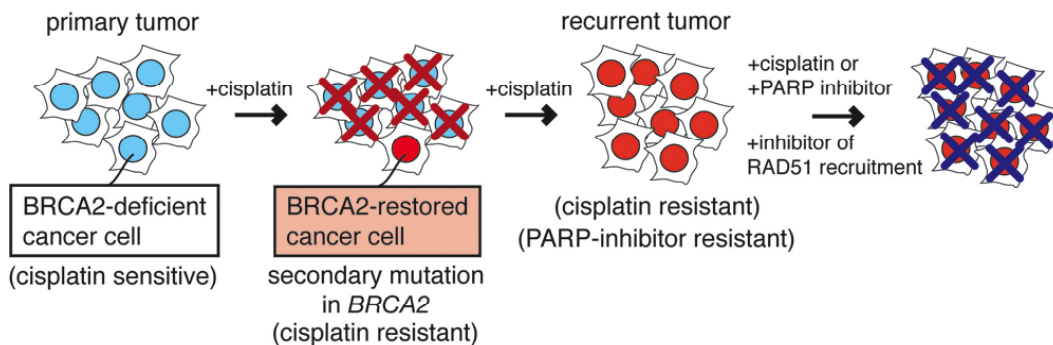 primary tumor
+cisplatin
BRCA2-deficient
cancer cell
(cisplatin sensitive)
BRCA2-restored
cancer cell
secondary mutation
in BRCA2
(cisplatin resistant)
+cisplatin
recurrent tumor
(cisplatin resistant)
(PARP-inhibitor resistant)
+cisplatin or
+PARP inhibitor
+inhibitor of
RAD51 recruitment